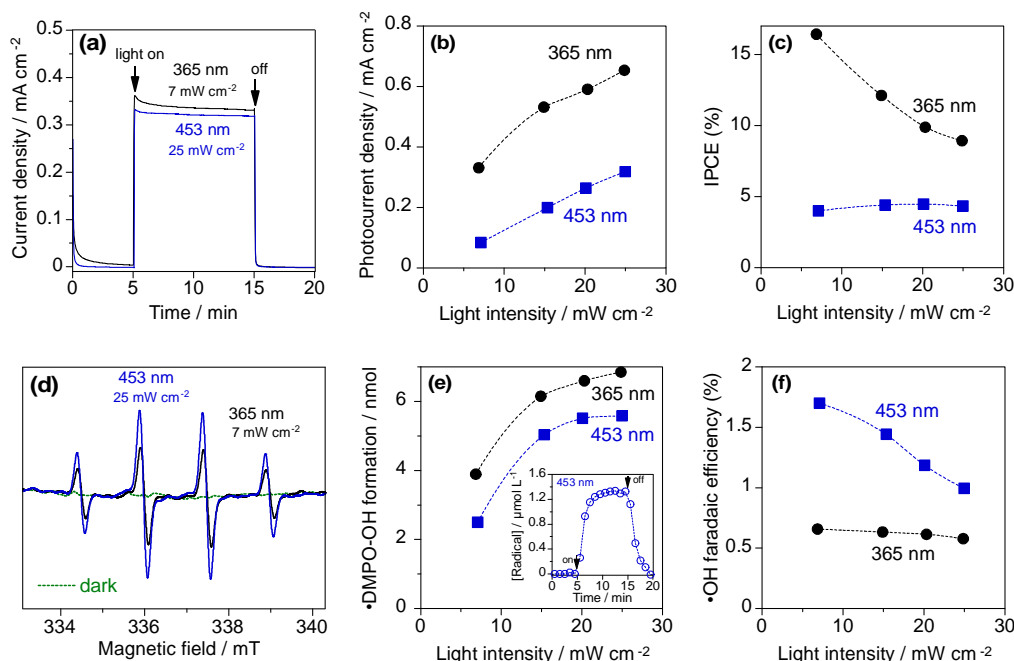 (a)
light on
365 nm
7 mW cm⁻²
off
453 nm
25 mW cm⁻²
0.5
0.4
0.3
0.2
0.1
0
0
5
10
15
20
Current density / mA cm⁻²
Time / min
(b)
365 nm
453 nm
0.8
0.6
0.4
0.2
0
0
10
20
30
Photocurrent density / mA cm⁻²
Light intensity / mW cm⁻²
(c)
365 nm
453 nm
15
10
5
0
0
10
20
30
IPCE (%)
Light intensity / mW cm⁻²
(d)
453 nm
25 mW cm⁻²
365 nm
7 mW cm⁻²
dark
334
336
338
340
Magnetic field / mT
(e)
365 nm
453 nm
6
4
2
0
0
10
20
30
•DMPO-OH formation / nmol
Light intensity / mW cm⁻²
453 nm
off
on
1.6
1.2
0.8
0.4
0
0
5
10
15
20
[Radical] / µmol L⁻¹
Time / min
(f)
453 nm
365 nm
2
1.5
1
0.5
0
0
10
20
30
•OH faradaic efficiency (%)
Light intensity / mW cm⁻²